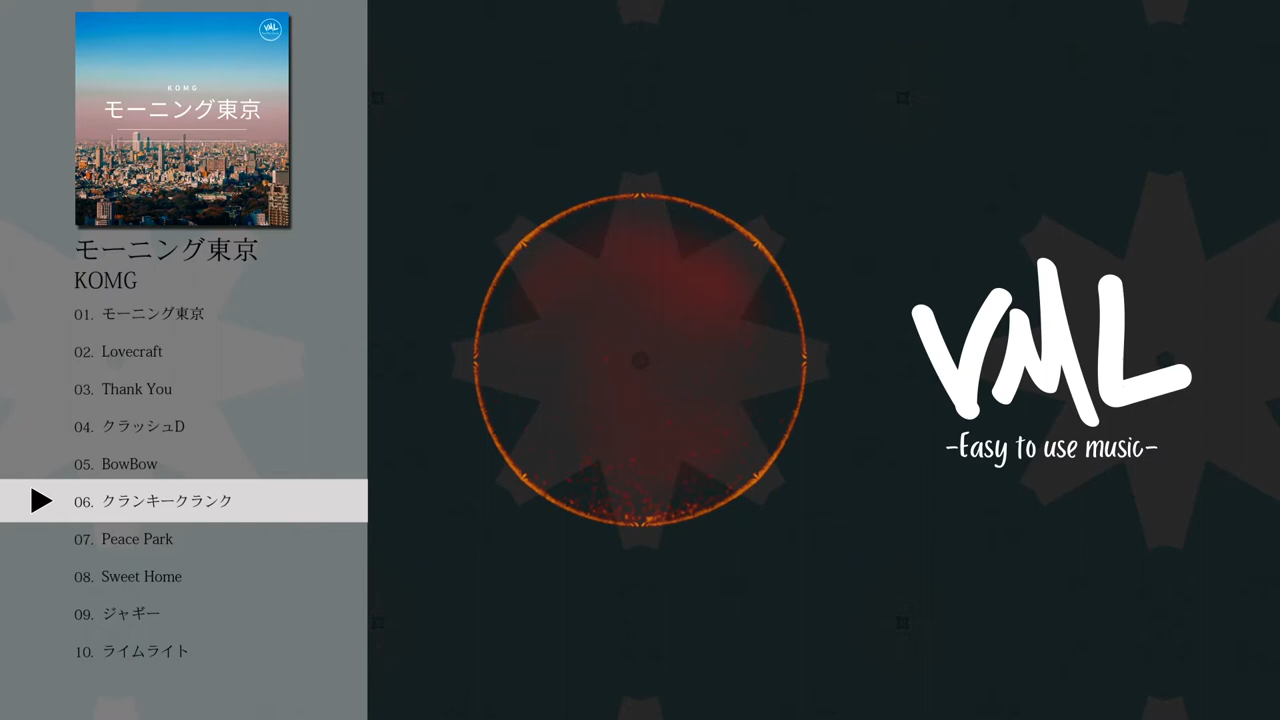 VML
KOMG
モーニング東京
モーニング東京
KOMG
01. モーニング東京
02. Lovecraft
03. Thank You
04. クラッシュD
05. BowBow
06. クランキークランク
07. Peace Park
08. Sweet Home
09. ジャギー
10. ライムライト
VML
-Easy to use music-